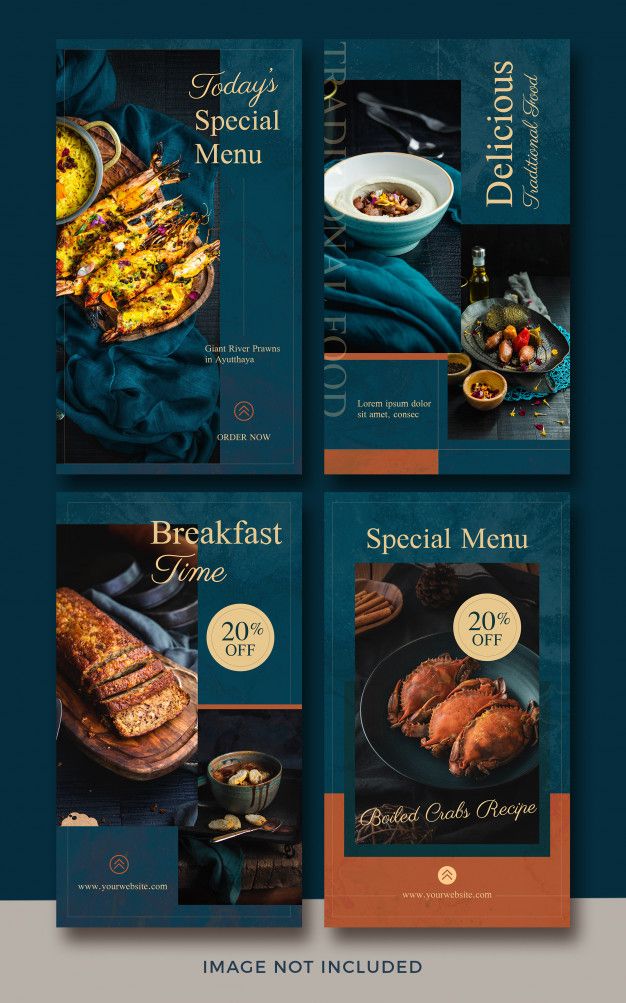 Today's
Special
Menu
Giant River Prawns
in Ayutthaya
ORDER NOW
TRADITIONAL FOOD
Delicious
Traditional Food
Lorem ipsum dolor
sit amet, consec
Breakfast
Time
20%
OFF
www.yourwebsite.com
Special Menu
20%
OFF
Boiled Crabs Recipe
www.yourwebsite.com
IMAGE NOT INCLUDED